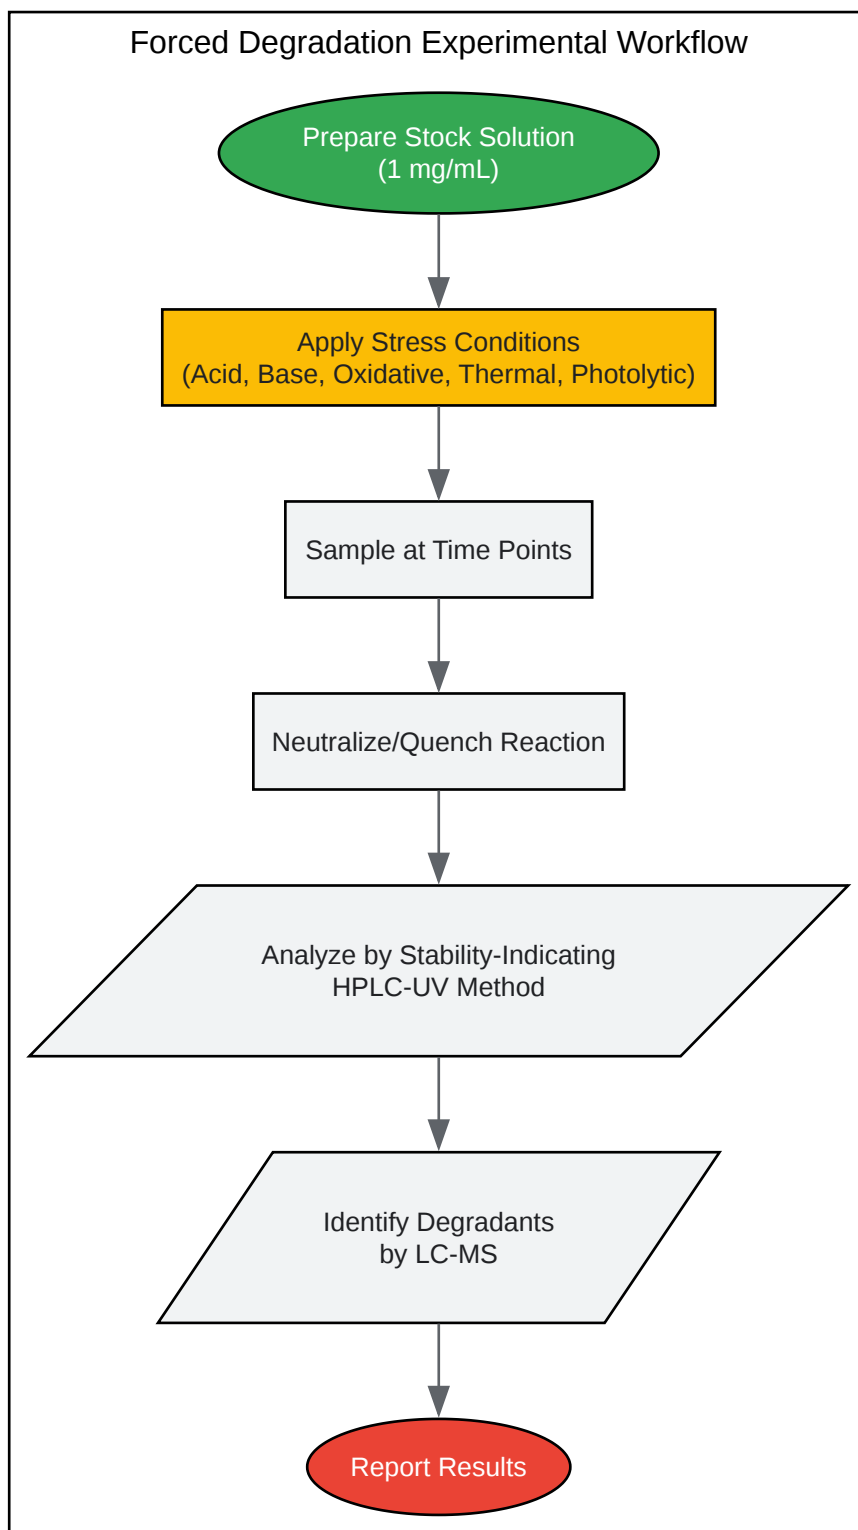 Forced Degradation Experimental Workflow
Prepare Stock Solution
(1 mg/mL)
Apply Stress Conditions
(Acid, Base, Oxidative, Thermal, Photolytic)
Sample at Time Points
Neutralize/Quench Reaction
Analyze by Stability-Indicating
HPLC-UV Method
Identify Degradants
by LC-MS
Report Results